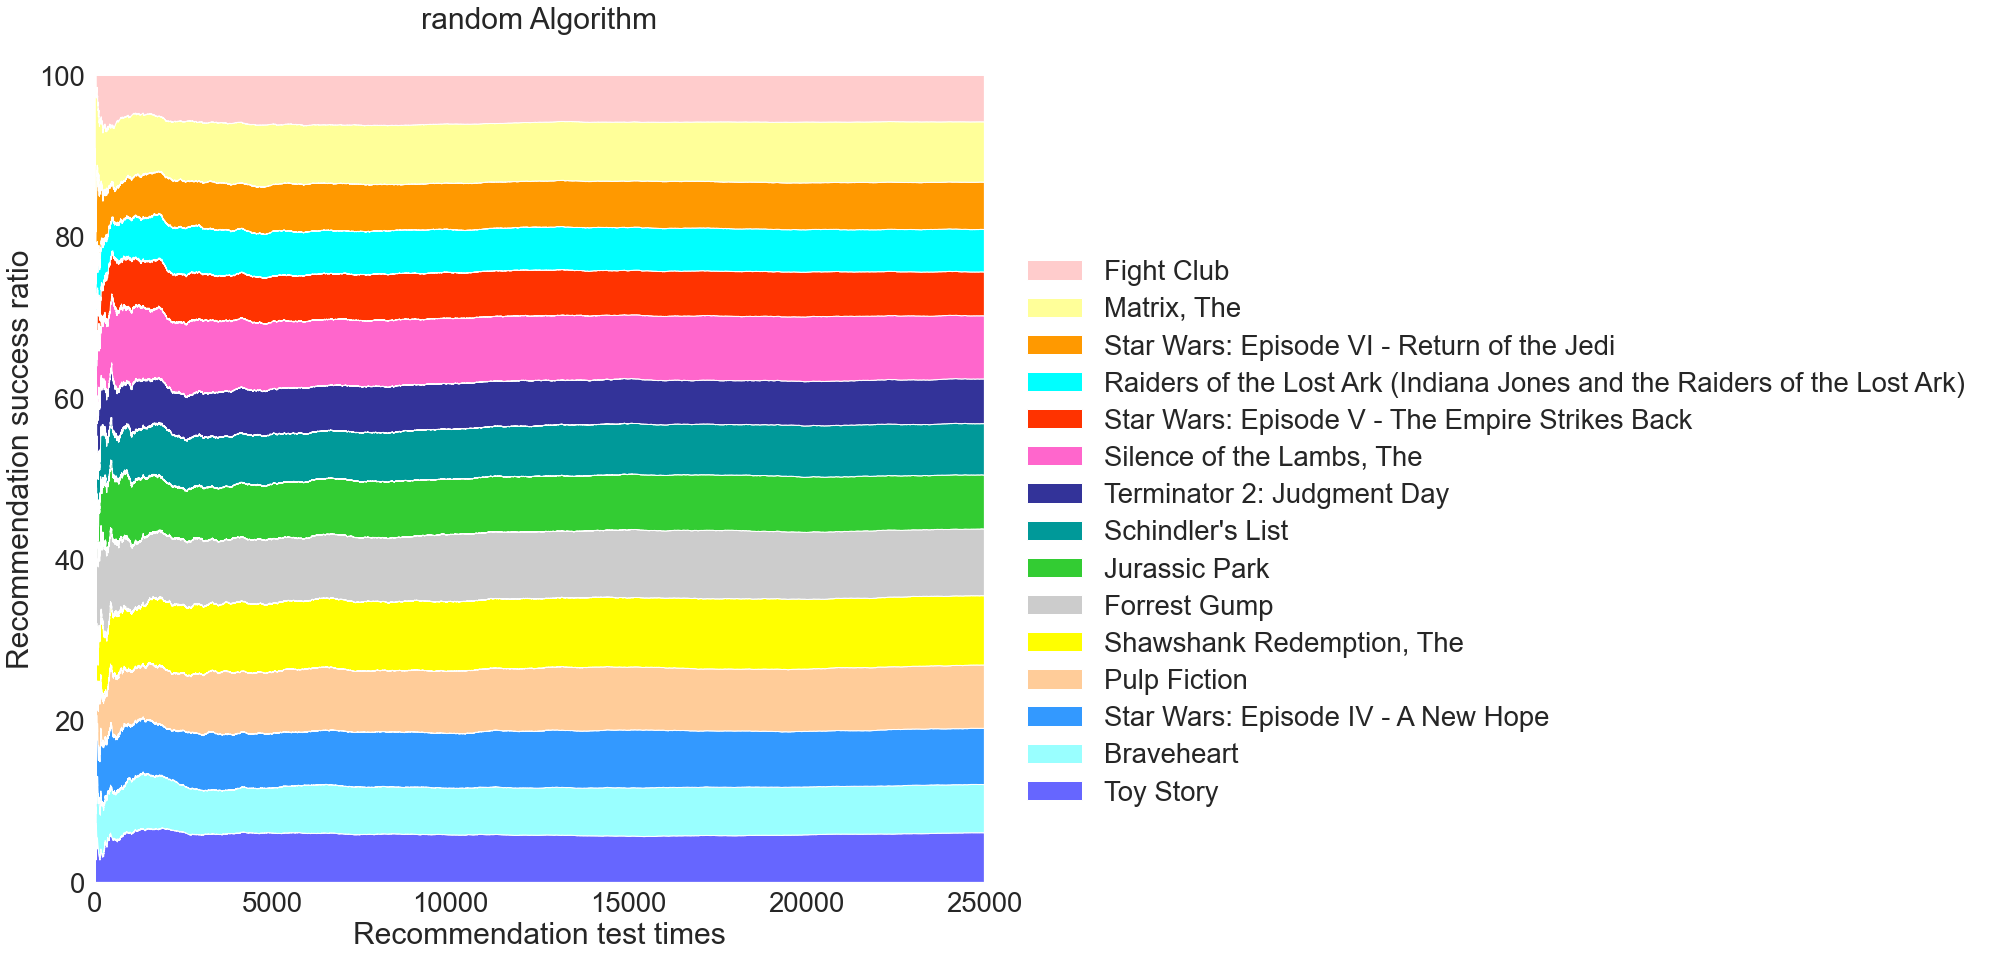 random Algorithm
100
80
60
40
20
0
Recommendation success ratio
0 5000 10000 15000 20000 25000
Recommendation test times
Fight Club
Matrix, The
Star Wars: Episode VI - Return of the Jedi
Raiders of the Lost Ark (Indiana Jones and the Raiders of the Lost Ark)
Star Wars: Episode V - The Empire Strikes Back
Silence of the Lambs, The
Terminator 2: Judgment Day
Schindler's List
Jurassic Park
Forrest Gump
Shawshank Redemption, The
Pulp Fiction
Star Wars: Episode IV - A New Hope
Braveheart
Toy Story